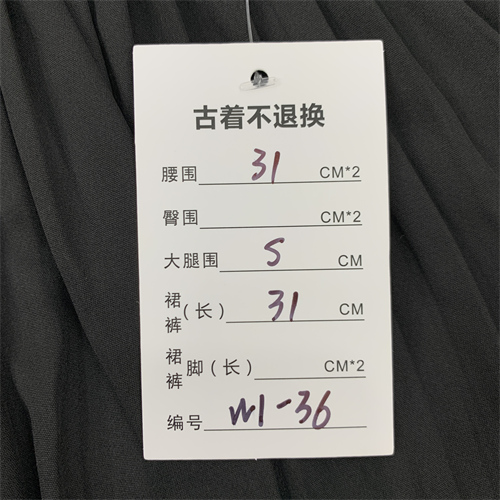 古着不退换
腰围 31 CM*2
臀围 CM*2
大腿围 S CM
裙裤(长) 31 CM
裙裤脚(长) CM*2
编号 W1-36